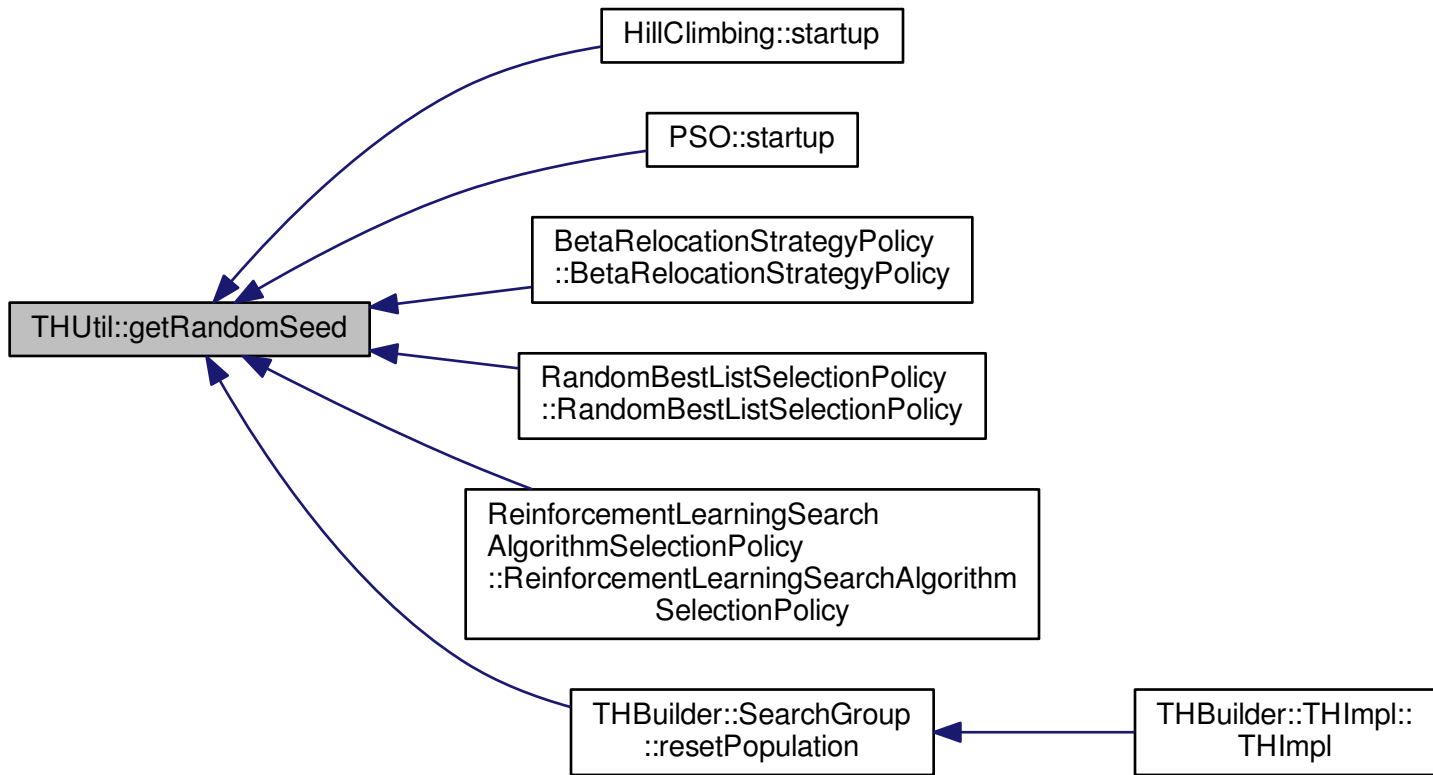 HillClimbing::startup
PSO::startup
BetaRelocationStrategyPolicy
::BetaRelocationStrategyPolicy
THUtil::getRandomSeed
RandomBestListSelectionPolicy
::RandomBestListSelectionPolicy
ReinforcementLearningSearch
AlgorithmSelectionPolicy
::ReinforcementLearningSearchAlgorithm
SelectionPolicy
THBuilder::SearchGroup
::resetPopulation
THBuilder::THImpl::
THImpl